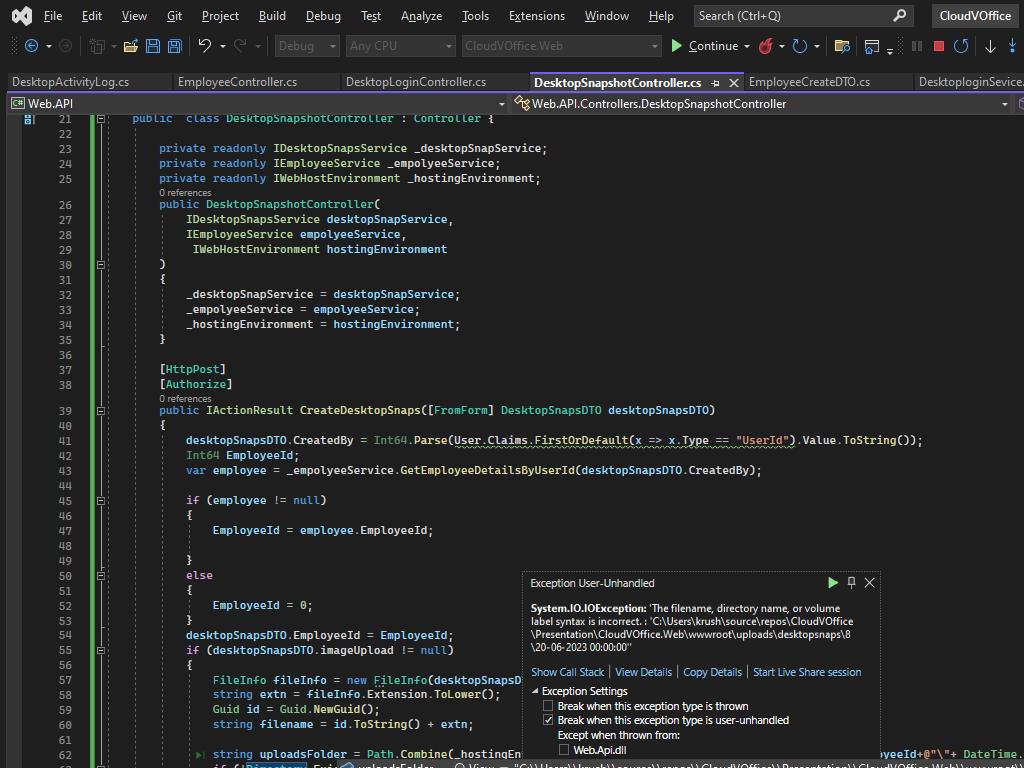 File Edit View Git Project Build Debug Test Analyze Tools Extensions Window Help Search (Ctrl+Q) CloudVOffice
Debug Any CPU CloudVOffice.Web Continue
DesktopActivityLog.cs EmployeeController.cs DesktopLoginController.cs DesktopSnapshotController.cs EmployeeCreateDTO.cs DesktoploginSevice.
C# Web.API Web.API.Controllers.DesktopSnapshotController
21 public class DesktopSnapshotController : Controller {
22
23 private readonly IDesktopSnapsService _desktopSnapService;
24 private readonly IEmployeeService _empolyeeService;
25 private readonly IWebHostEnvironment _hostingEnvironment;
0 references
26 public DesktopSnapshotController(
27 IDesktopSnapsService desktopSnapService,
28 IEmployeeService empolyeeService,
29 IWebHostEnvironment hostingEnvironment
30 )
31 {
32 _desktopSnapService = desktopSnapService;
33 _empolyeeService = empolyeeService;
34 _hostingEnvironment = hostingEnvironment;
35 }
36
37 [HttpPost]
38 [Authorize]
0 references
39 public IActionResult CreateDesktopSnaps([FromForm] DesktopSnapsDTO desktopSnapsDTO)
40 {
41 desktopSnapsDTO.CreatedBy = Int64.Parse(User.Claims.FirstOrDefault(x => x.Type == "UserId").Value.ToString());
42 Int64 EmployeeId;
43 var employee = _empolyeeService.GetEmployeeDetailsByUserId(desktopSnapsDTO.CreatedBy);
44
45 if (employee != null)
46 {
47 EmployeeId = employee.EmployeeId;
48
49 }
50 else
51 {
52 EmployeeId = 0;
53 }
54 desktopSnapsDTO.EmployeeId = EmployeeId;
55 if (desktopSnapsDTO.imageUpload != null)
56 {
57 FileInfo fileInfo = new FileInfo(desktopSnapsD
58 string extn = fileInfo.Extension.ToLower();
59 Guid id = Guid.NewGuid();
60 string filename = id.ToString() + extn;
61
62 string uploadsFolder = Path.Combine(_hostingEn yeeId+@"\"+ DateTime.
Exception User-Unhandled
System.IO.IOException: 'The filename, directory name, or volume
label syntax is incorrect. : 'C:\Users\krush\source\repos\CloudVOffice
\Presentation\CloudVOffice.Web\wwwroot\uploads\desktopsnaps\8
\20-06-2023 00:00:00''
Show Call Stack | View Details | Copy Details | Start Live Share session
Exception Settings
Break when this exception type is thrown
Break when this exception type is user-unhandled
Except when thrown from:
Web.Api.dll